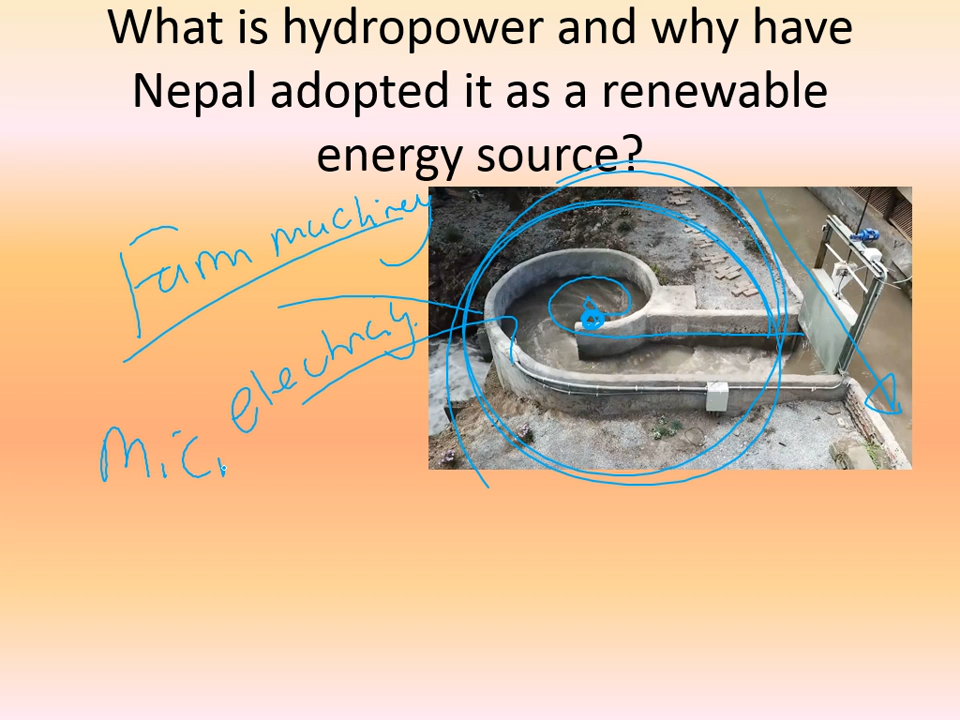 What is hydropower and why have
Nepal adopted it as a renewable
energy source?
Farm machinery
electricity
Mic